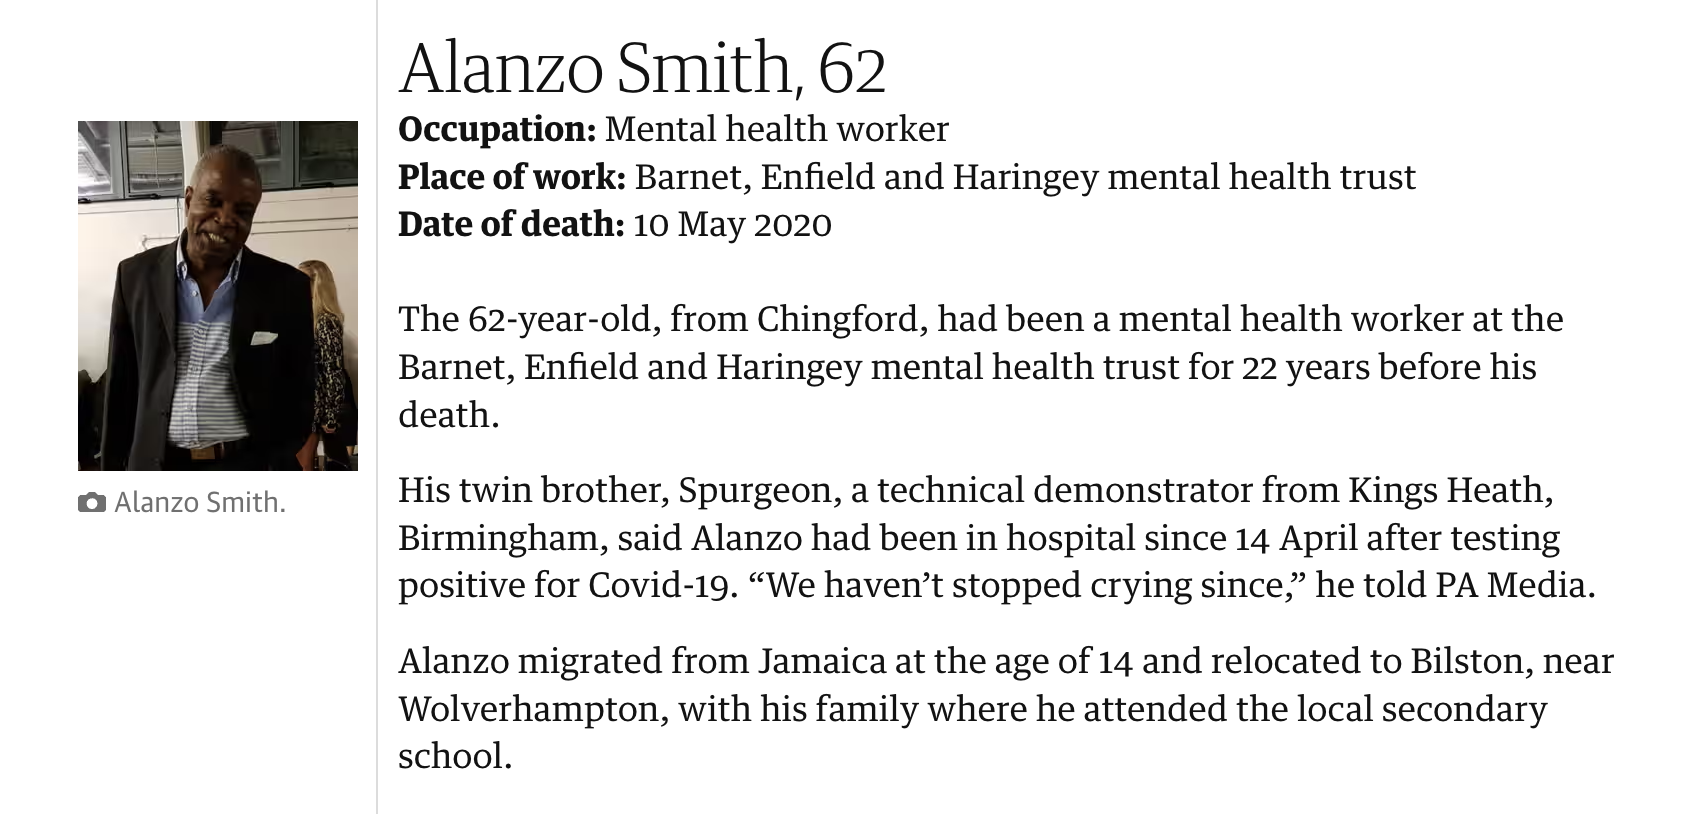 Alanzo Smith, 62
Occupation: Mental health worker
Place of work: Barnet, Enfield and Haringey mental health trust
Date of death: 10 May 2020
The 62-year-old, from Chingford, had been a mental health worker at the
Barnet, Enfield and Haringey mental health trust for 22 years before his
death.
His twin brother, Spurgeon, a technical demonstrator from Kings Heath,
Birmingham, said Alanzo had been in hospital since 14 April after testing
positive for Covid-19. “We haven’t stopped crying since,” he told PA Media.
Alanzo migrated from Jamaica at the age of 14 and relocated to Bilston, near
Wolverhampton, with his family where he attended the local secondary
school.
Alanzo Smith.